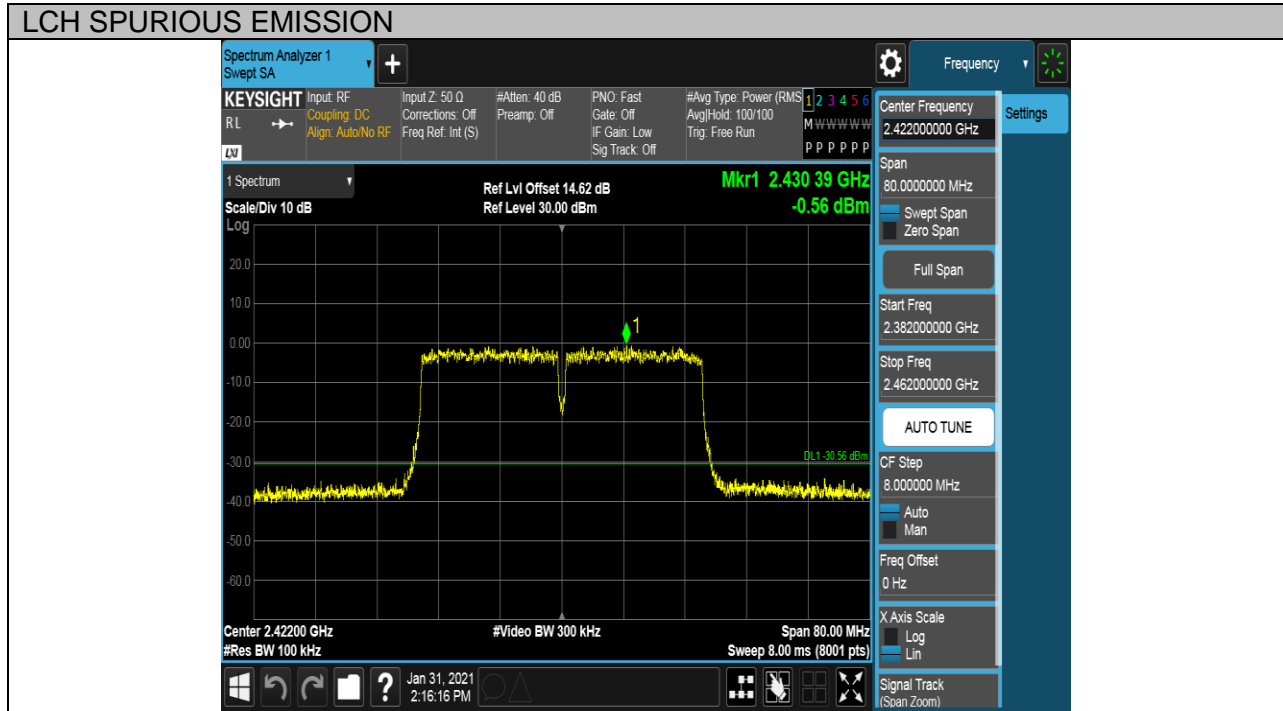 LCH SPURIOUS EMISSION
Spectrum Analyzer 1
Swept SA
+
Frequency
KEYSIGHT
RL
LXI
Input: RF
Coupling: DC
Align: Auto/No RF
Input Z: 50 Ω
Corrections: Off
Freq Ref: Int (S)
#Atten: 40 dB
Preamp: Off
PNO: Fast
Gate: Off
IF Gain: Low
Sig Track: Off
#Avg Type: Power (RMS
Avg|Hold: 100/100
Trig: Free Run
1 2 3 4 5 6
M W W W W W
P P P P P P
1 Spectrum
Scale/Div 10 dB
Ref Lvl Offset 14.62 dB
Ref Level 30.00 dBm
Mkr1 2.430 39 GHz
-0.56 dBm
Log
20.0
10.0
0.00
-10.0
-20.0
-30.0
-40.0
-50.0
-60.0
1
DL1 -30.56 dBm
Center 2.42200 GHz
#Res BW 100 kHz
#Video BW 300 kHz
Span 80.00 MHz
Sweep 8.00 ms (8001 pts)
Jan 31, 2021
2:16:16 PM
?
Center Frequency
2.422000000 GHz
Settings
Span
80.0000000 MHz
Swept Span
Zero Span
Full Span
Start Freq
2.382000000 GHz
Stop Freq
2.462000000 GHz
AUTO TUNE
CF Step
8.000000 MHz
Auto
Man
Freq Offset
0 Hz
X Axis Scale
Log
Lin
Signal Track
(Span Zoom)